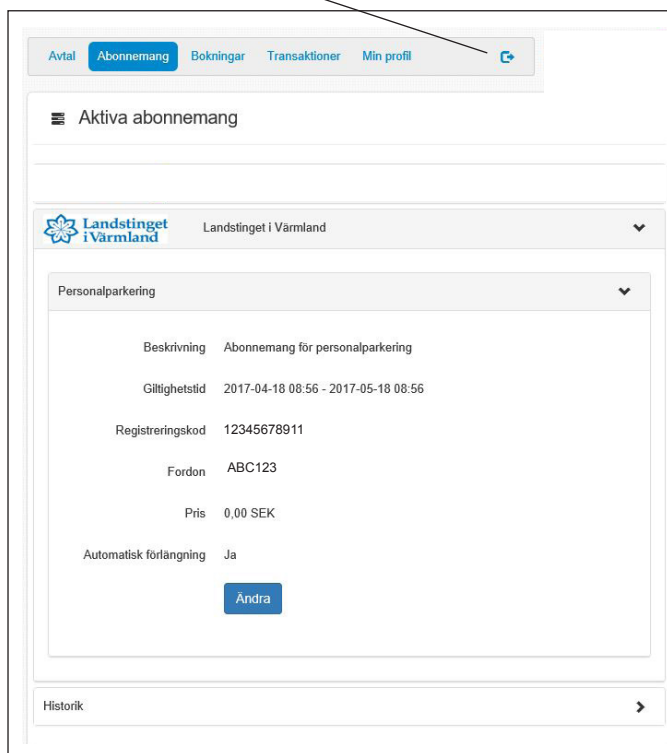 Avtal Abonnemang Bokningar Transaktioner Min profil
Aktiva abonnemang
Landstinget
i Värmland
Landstinget i Värmland
Personalparkering
Beskrivning Abonnemang för personalparkering
Giltighetstid 2017-04-18 08:56 - 2017-05-18 08:56
Registreringskod 12345678911
Fordon ABC123
Pris 0,00 SEK
Automatisk förlängning Ja
Ändra
Historik